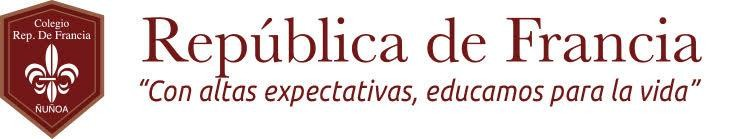 Colegio
Rep. De Francia
ÑUÑOA
República de Francia
“Con altas expectativas, educamos para la vida”